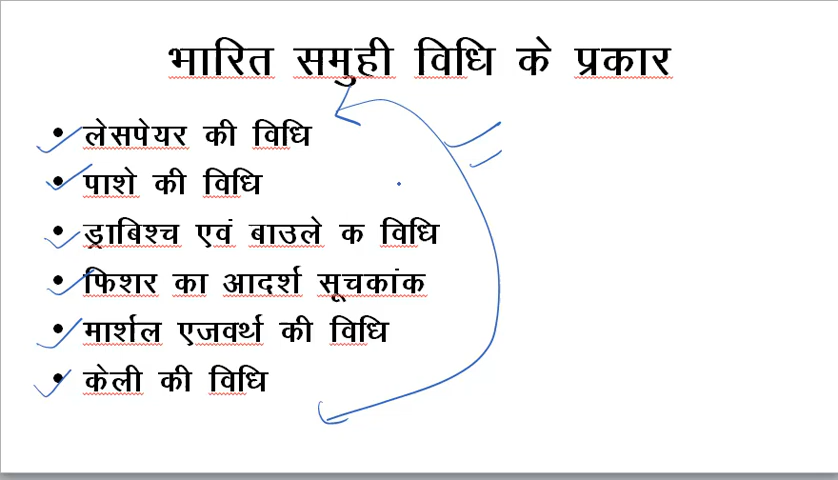 भारित समुही विधि के प्रकार
• लेसपेयर की विधि
• पाशे की विधि
• ड्राबिश्च एवं बाउले क विधि
• फिशर का आदर्श सूचकांक
• मार्शल एजवर्थ की विधि
• केली की विधि